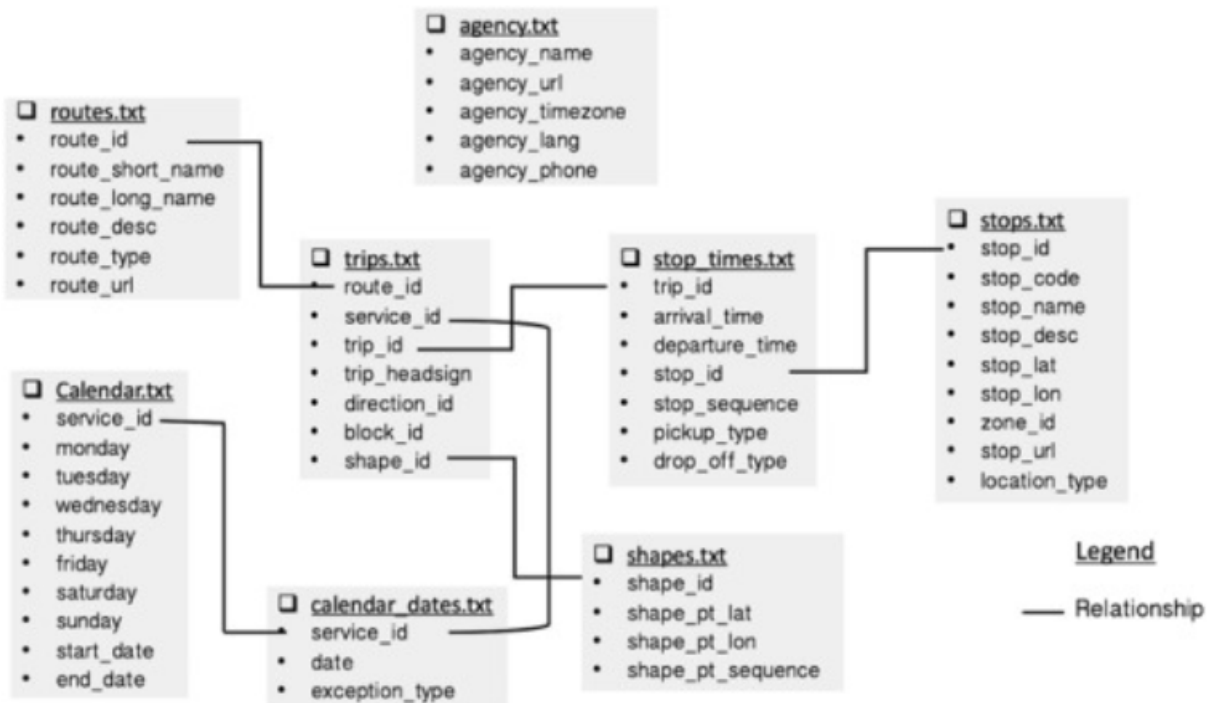 agency.txt
agency_name
agency_url
agency_timezone
agency_lang
agency_phone
routes.txt
route_id
route_short_name
route_long_name
route_desc
route_type
route_url
trips.txt
route_id
service_id
trip_id
trip_headsign
direction_id
block_id
shape_id
stop_times.txt
trip_id
arrival_time
departure_time
stop_id
stop_sequence
pickup_type
drop_off_type
stops.txt
stop_id
stop_code
stop_name
stop_desc
stop_lat
stop_lon
zone_id
stop_url
location_type
Calendar.txt
service_id
monday
tuesday
wednesday
thursday
friday
saturday
sunday
start_date
end_date
calendar_dates.txt
service_id
date
exception_type
shapes.txt
shape_id
shape_pt_lat
shape_pt_lon
shape_pt_sequence
Legend
Relationship